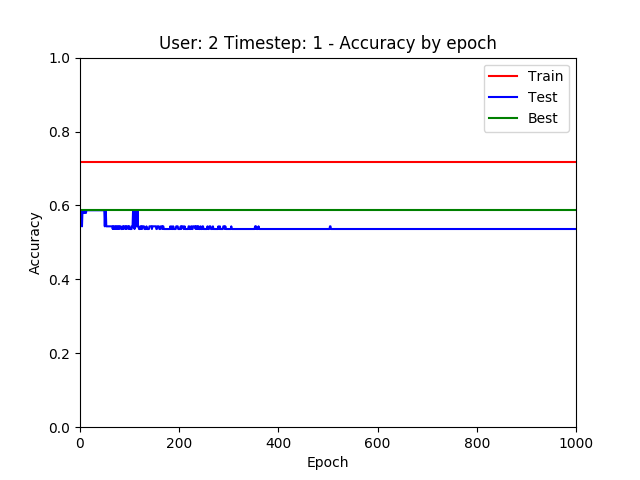 User: 2 Timestep: 1 - Accuracy by epoch
1.0
0.8
0.6
0.4
0.2
0.0
Accuracy
Train
Test
Best
0 200 400 600 800 1000
Epoch